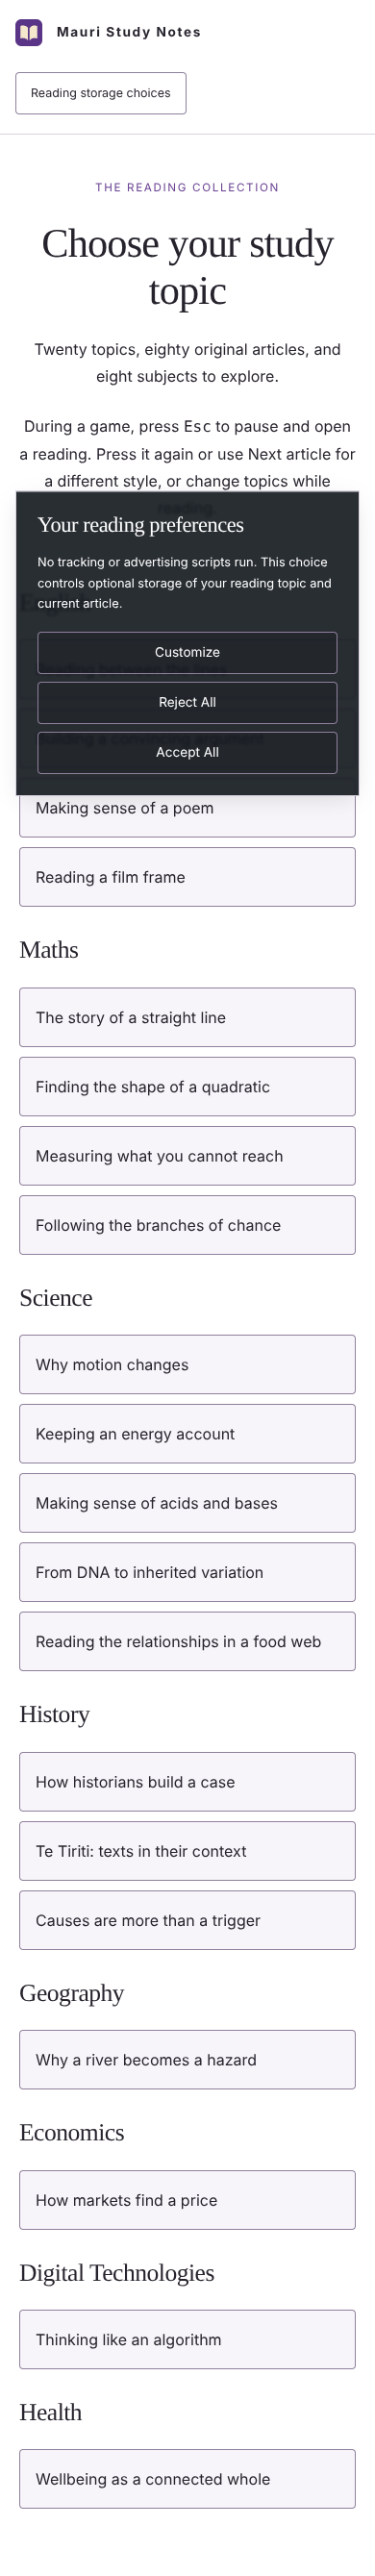 Mauri Study Notes
Reading storage choices
THE READING COLLECTION
Choose your study
topic
Twenty topics, eighty original articles, and
eight subjects to explore.
During a game, press Esc to pause and open
a reading. Press it again or use Next article for
a different style, or change topics while
reading.
Your reading preferences
No tracking or advertising scripts run. This choice
controls optional storage of your reading topic and
current article.
Customize
Reject All
Accept All
Making sense of a poem
Reading a film frame
Maths
The story of a straight line
Finding the shape of a quadratic
Measuring what you cannot reach
Following the branches of chance
Science
Why motion changes
Keeping an energy account
Making sense of acids and bases
From DNA to inherited variation
Reading the relationships in a food web
History
How historians build a case
Te Tiriti: texts in their context
Causes are more than a trigger
Geography
Why a river becomes a hazard
Economics
How markets find a price
Digital Technologies
Thinking like an algorithm
Health
Wellbeing as a connected whole